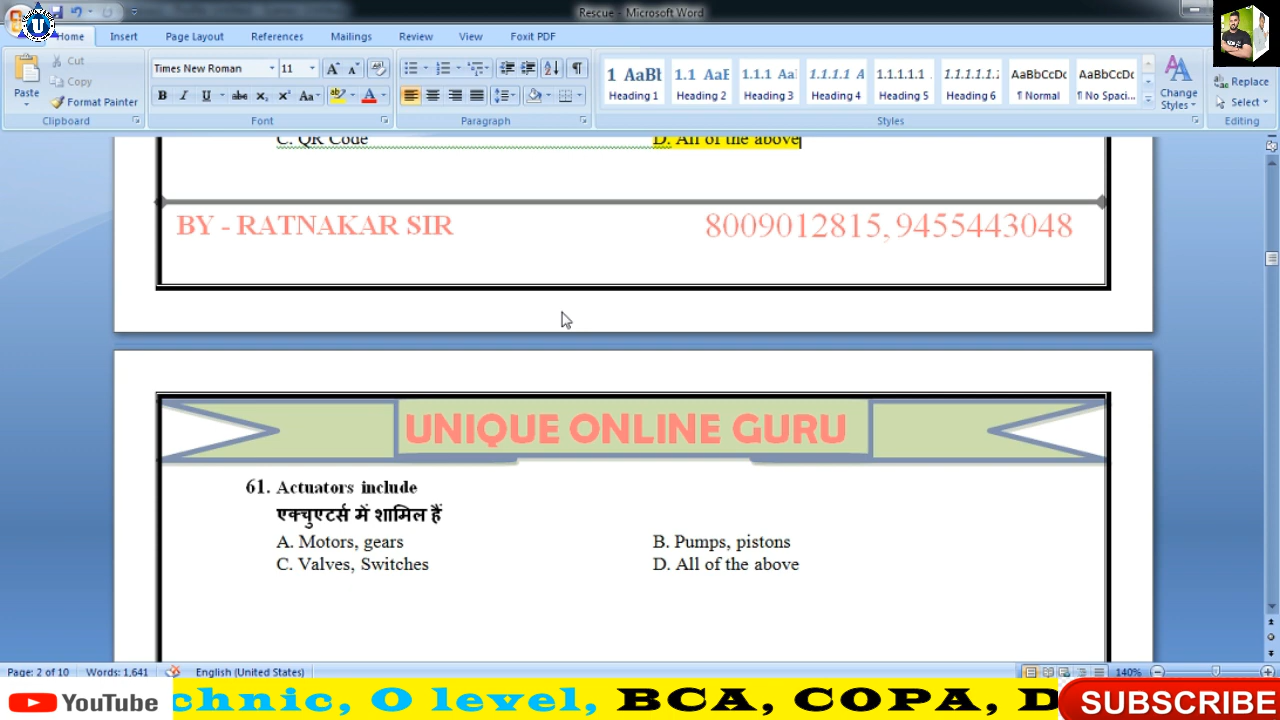 Rescue - Microsoft Word
Home Insert Page Layout References Mailings Review View Foxit PDF
Cut
Copy
Format Painter
Paste
Times New Roman 11
1 AaBb 1.1 AaE 1.1.1 Aa 1.1.1.1 A 1.1.1.1.1 1.1.1.1.1. AaBbCcDc AaBbCcDc
Heading 1 Heading 2 Heading 3 Heading 4 Heading 5 Heading 6 ¶ Normal ¶ No Spaci...
Change Styles
Replace
Select
Clipboard Font Paragraph Styles Editing
C. QR Code D. All of the above
BY - RATNAKAR SIR 8009012815, 9455443048
UNIQUE ONLINE GURU
61. Actuators include
एक्चुएटर्स में शामिल हैं
A. Motors, gears B. Pumps, pistons
C. Valves, Switches D. All of the above
Page: 2 of 10 Words: 1,641 English (United States) 140%
YouTube chnic, O level, BCA, COPA, D SUBSCRIBE